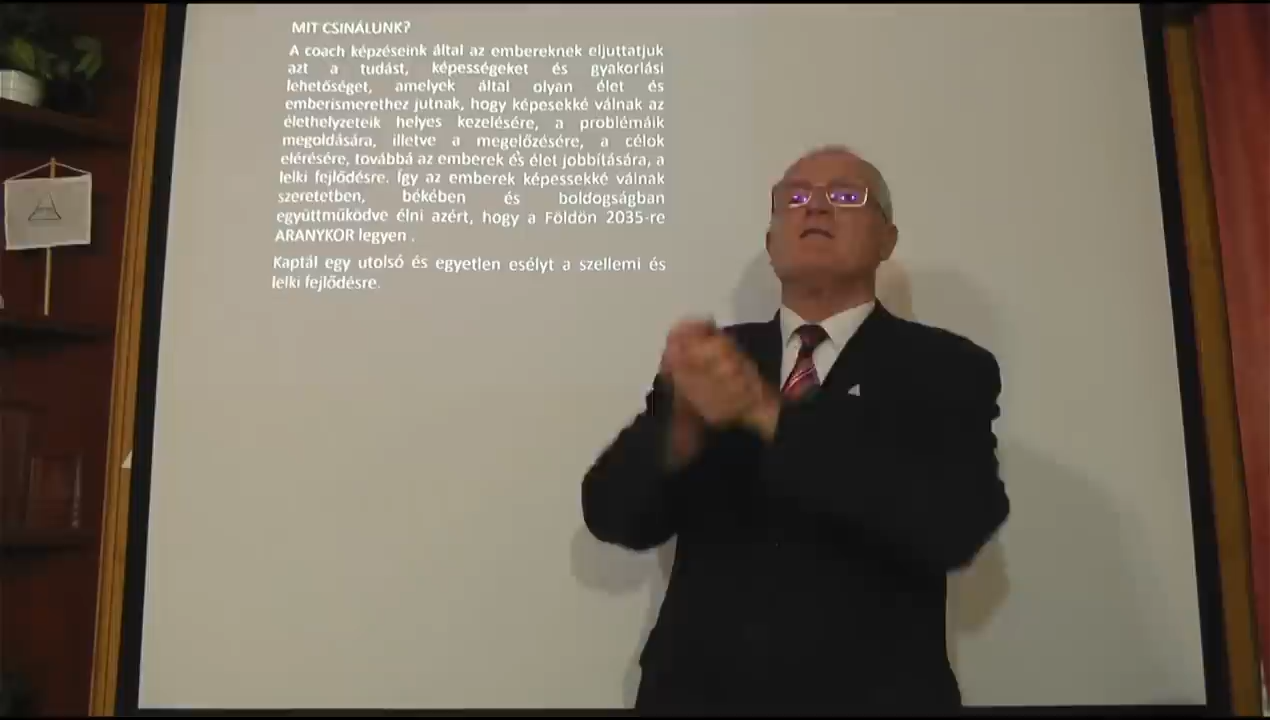 MIT CSINÁLUNK?
A coach képzéseink által az embereknek eljuttatjuk
azt a tudást, képességeket és gyakorlási
lehetőséget, amelyek által olyan élet és
emberismerethez jutnak, hogy képesekké válnak az
élethelyzeteik helyes kezelésére, a problémáik
megoldására, illetve a megelőzésére, a célok
elérésére, továbbá az emberek és élet jobbítására, a
lelki fejlődésre. Így az emberek képessekké válnak
szeretetben, békében és boldogságban
együttműködve élni azért, hogy a Földön 2035-re
ARANYKOR legyen .
Kaptál egy utolsó és egyetlen esélyt a szellemi és
lelki fejlődésre.